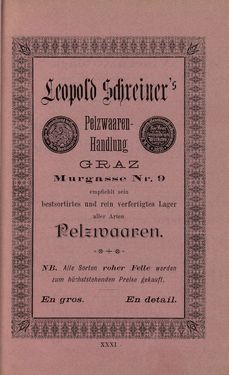 Leopold Schreiner's
Pelzwaaren-
Handlung
GRAZ
Murgasse Nr. 9
empfiehlt sein
bestsortirtes und rein verfertigtes Lager
aller Arten
Pelzwaaren.
NB. Alle Sorten roher Felle werden
zum höchststehenden Preise gekauft.
En gros. En detail.
XXXI